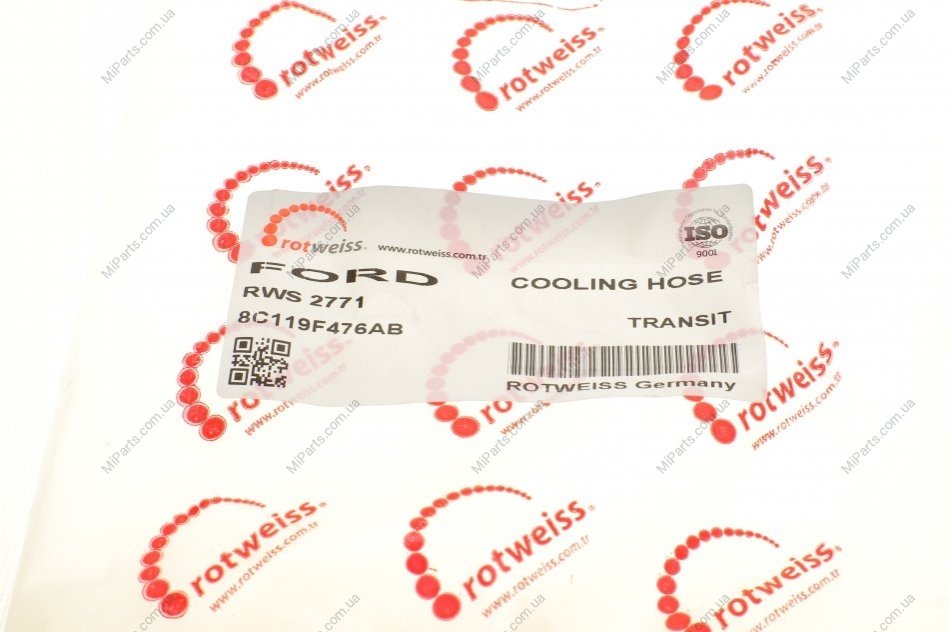 rotweiss®
www.rotweiss.com.tr
ISO
9001
FORD
COOLING HOSE
RWS 2771
8C119F476AB
TRANSIT
ROTWEISS Germany
rotweiss®
www.rotweiss.com.tr
MiParts.com.ua